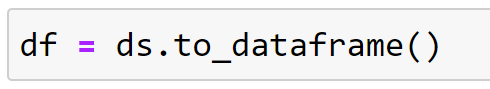 df = ds.to_dataframe()